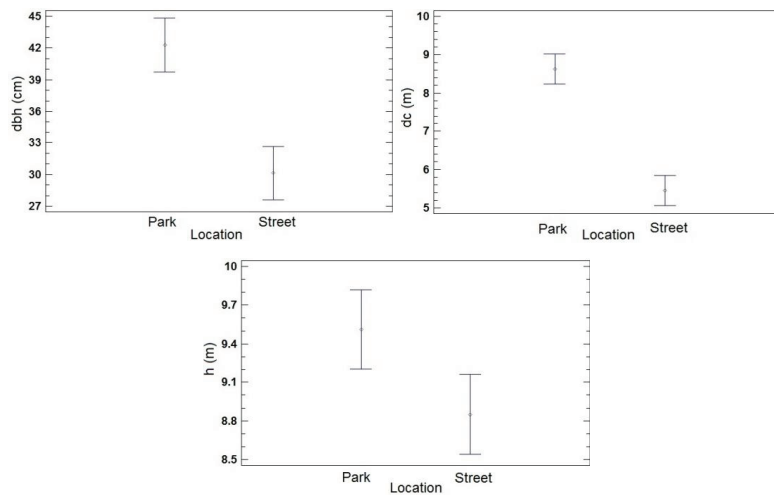 dbh (cm)
45
42
39
36
33
30
27
Park Street
Location
dc (m)
10
9
8
7
6
5
Park Street
Location
h (m)
10
9.7
9.4
9.1
8.8
8.5
Park Street
Location